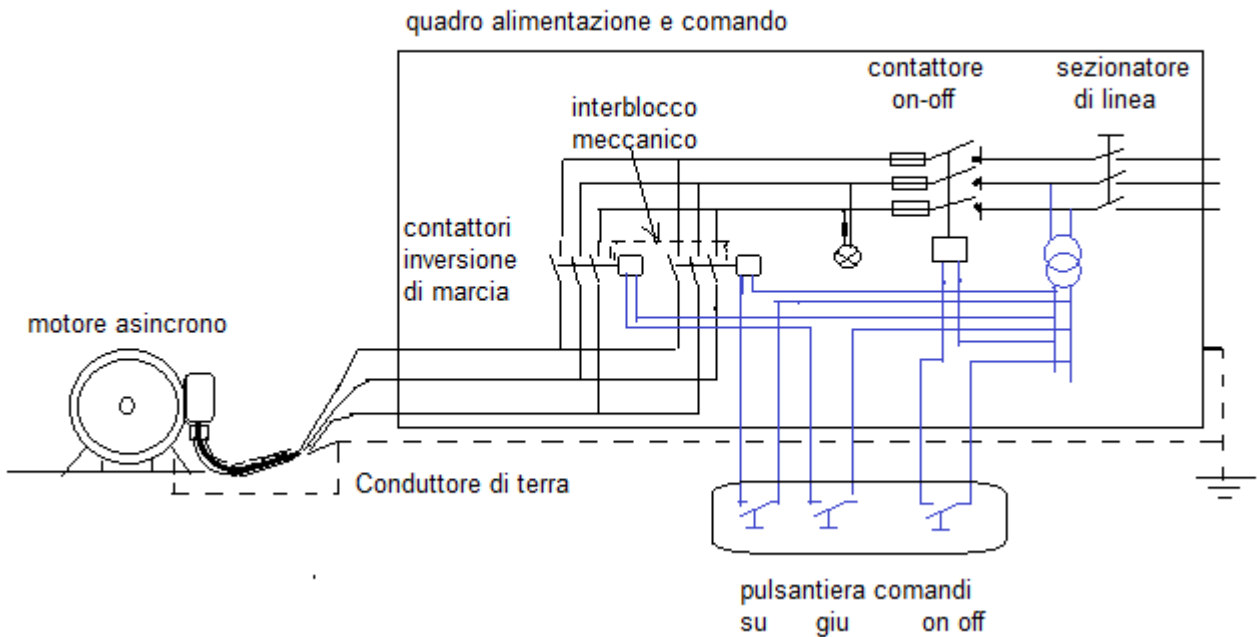 quadro alimentazione e comando
contattore
on-off
sezionatore
di linea
interblocco
meccanico
contattori
inversione
di marcia
motore asincrono
Conduttore di terra
pulsantiera comandi
su giu on off